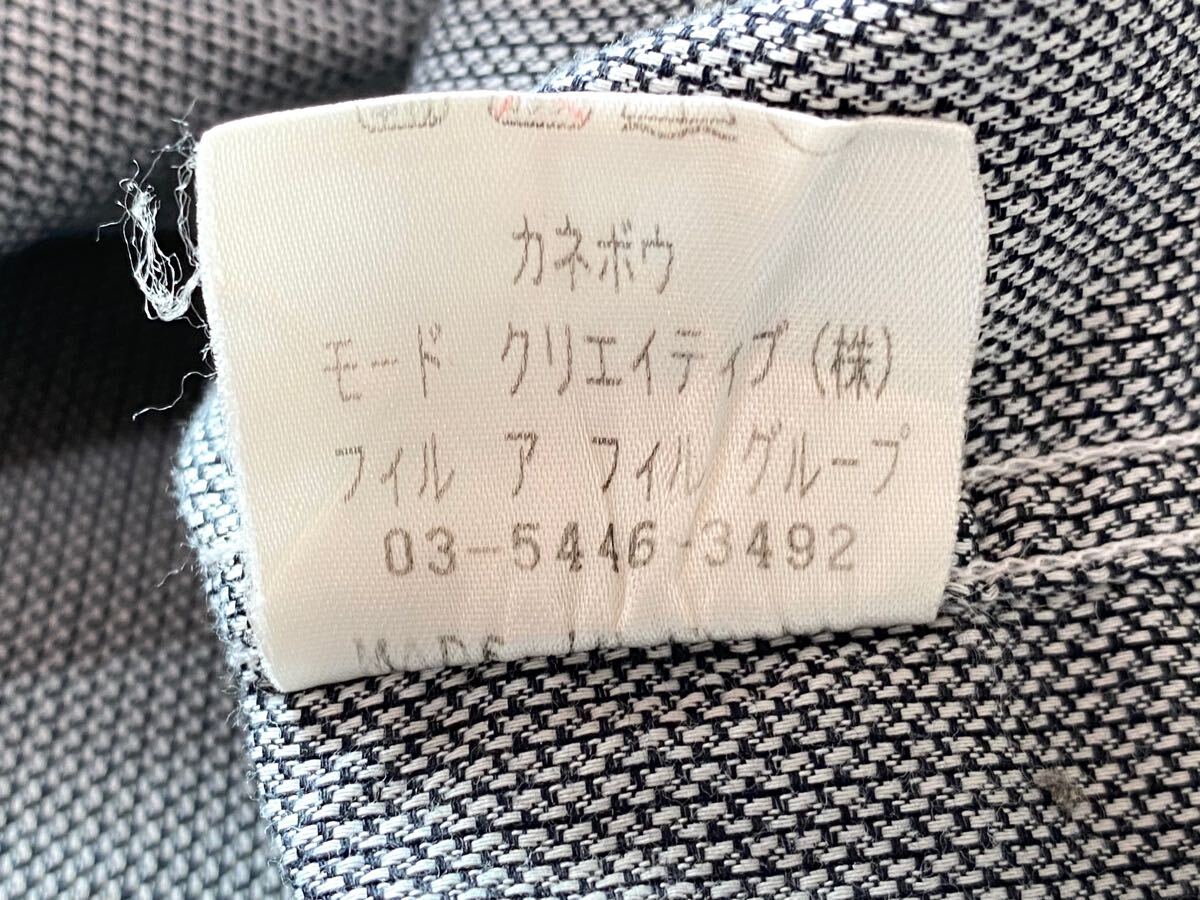 カネボウ
モード クリエイティブ(株)
フィル ア フィル グループ
03-5446-3492
MADE